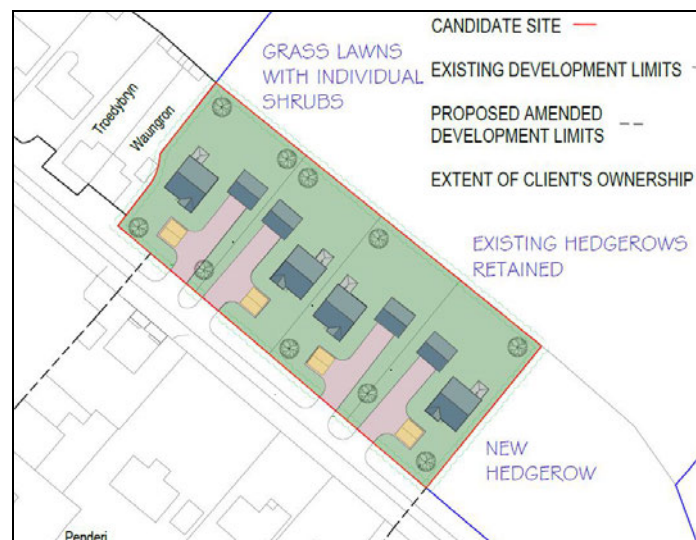 CANDIDATE SITE
GRASS LAWNS
WITH INDIVIDUAL
SHRUBS
EXISTING DEVELOPMENT LIMITS
PROPOSED AMENDED
DEVELOPMENT LIMITS
EXTENT OF CLIENT'S OWNERSHIP
Troedybryn
Waungron
EXISTING HEDGEROWS
RETAINED
NEW
HEDGEROW
Penderi